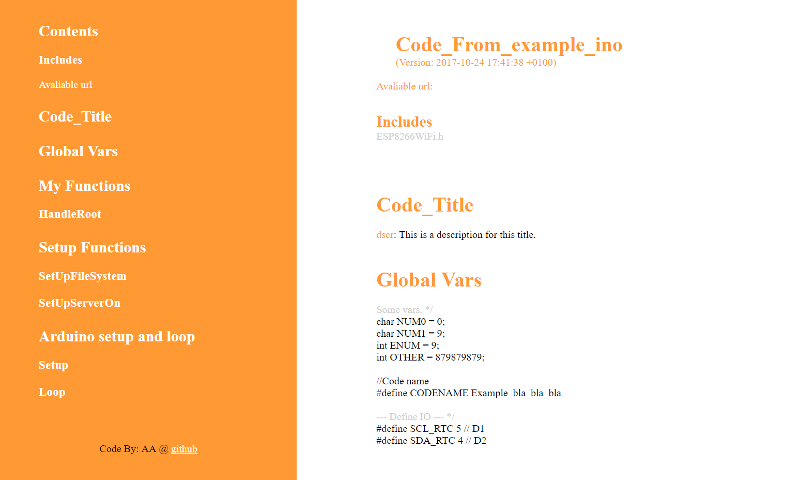 Contents
Includes
Avaliable url
Code_Title
Global Vars
My Functions
HandleRoot
Setup Functions
SetUpFileSystem
SetUpServerOn
Arduino setup and loop
Setup
Loop
Code By: AA @ github
Code_From_example_ino
(Version: 2017-10-24 17:41:38 +0100)
Avaliable url:
Includes
ESP8266WiFi.h
Code_Title
dscr: This is a description for this title.
Global Vars
Some vars. */
char NUM0 = 0;
char NUM1 = 9;
int ENUM = 9;
int OTHER = 879879879;
//Code name
#define CODENAME Example_bla_bla_bla
--- Define IO --- */
#define SCL_RTC 5 // D1
#define SDA_RTC 4 // D2